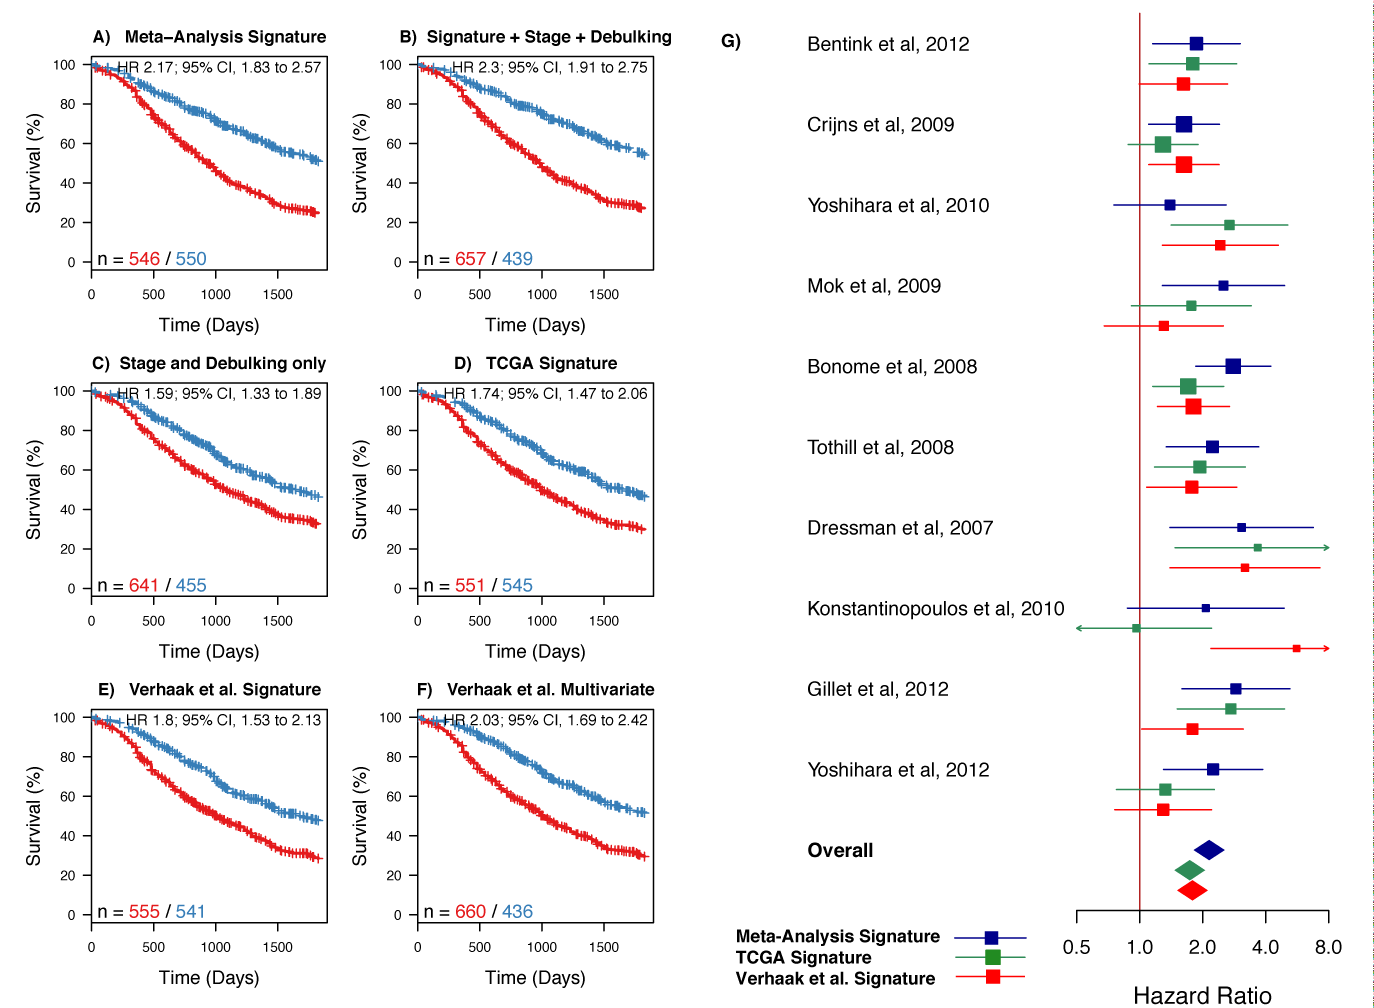 A) Meta–Analysis Signature
HR 2.17; 95% CI, 1.83 to 2.57
Survival (%)
100
80
60
40
20
0
n = 546 / 550
0 500 1000 1500
Time (Days)
B) Signature + Stage + Debulking
HR 2.3; 95% CI, 1.91 to 2.75
Survival (%)
100
80
60
40
20
0
n = 657 / 439
0 500 1000 1500
Time (Days)
C) Stage and Debulking only
HR 1.59; 95% CI, 1.33 to 1.89
Survival (%)
100
80
60
40
20
0
n = 641 / 455
0 500 1000 1500
Time (Days)
D) TCGA Signature
HR 1.74; 95% CI, 1.47 to 2.06
Survival (%)
100
80
60
40
20
0
n = 551 / 545
0 500 1000 1500
Time (Days)
E) Verhaak et al. Signature
HR 1.8; 95% CI, 1.53 to 2.13
Survival (%)
100
80
60
40
20
0
n = 555 / 541
0 500 1000 1500
Time (Days)
F) Verhaak et al. Multivariate
HR 2.03; 95% CI, 1.69 to 2.42
Survival (%)
100
80
60
40
20
0
n = 660 / 436
0 500 1000 1500
Time (Days)
G)
Bentink et al, 2012
Crijns et al, 2009
Yoshihara et al, 2010
Mok et al, 2009
Bonome et al, 2008
Tothill et al, 2008
Dressman et al, 2007
Konstantinopoulos et al, 2010
Gillet et al, 2012
Yoshihara et al, 2012
Overall
Meta-Analysis Signature
TCGA Signature
Verhaak et al. Signature
0.5 1.0 2.0 4.0 8.0
Hazard Ratio